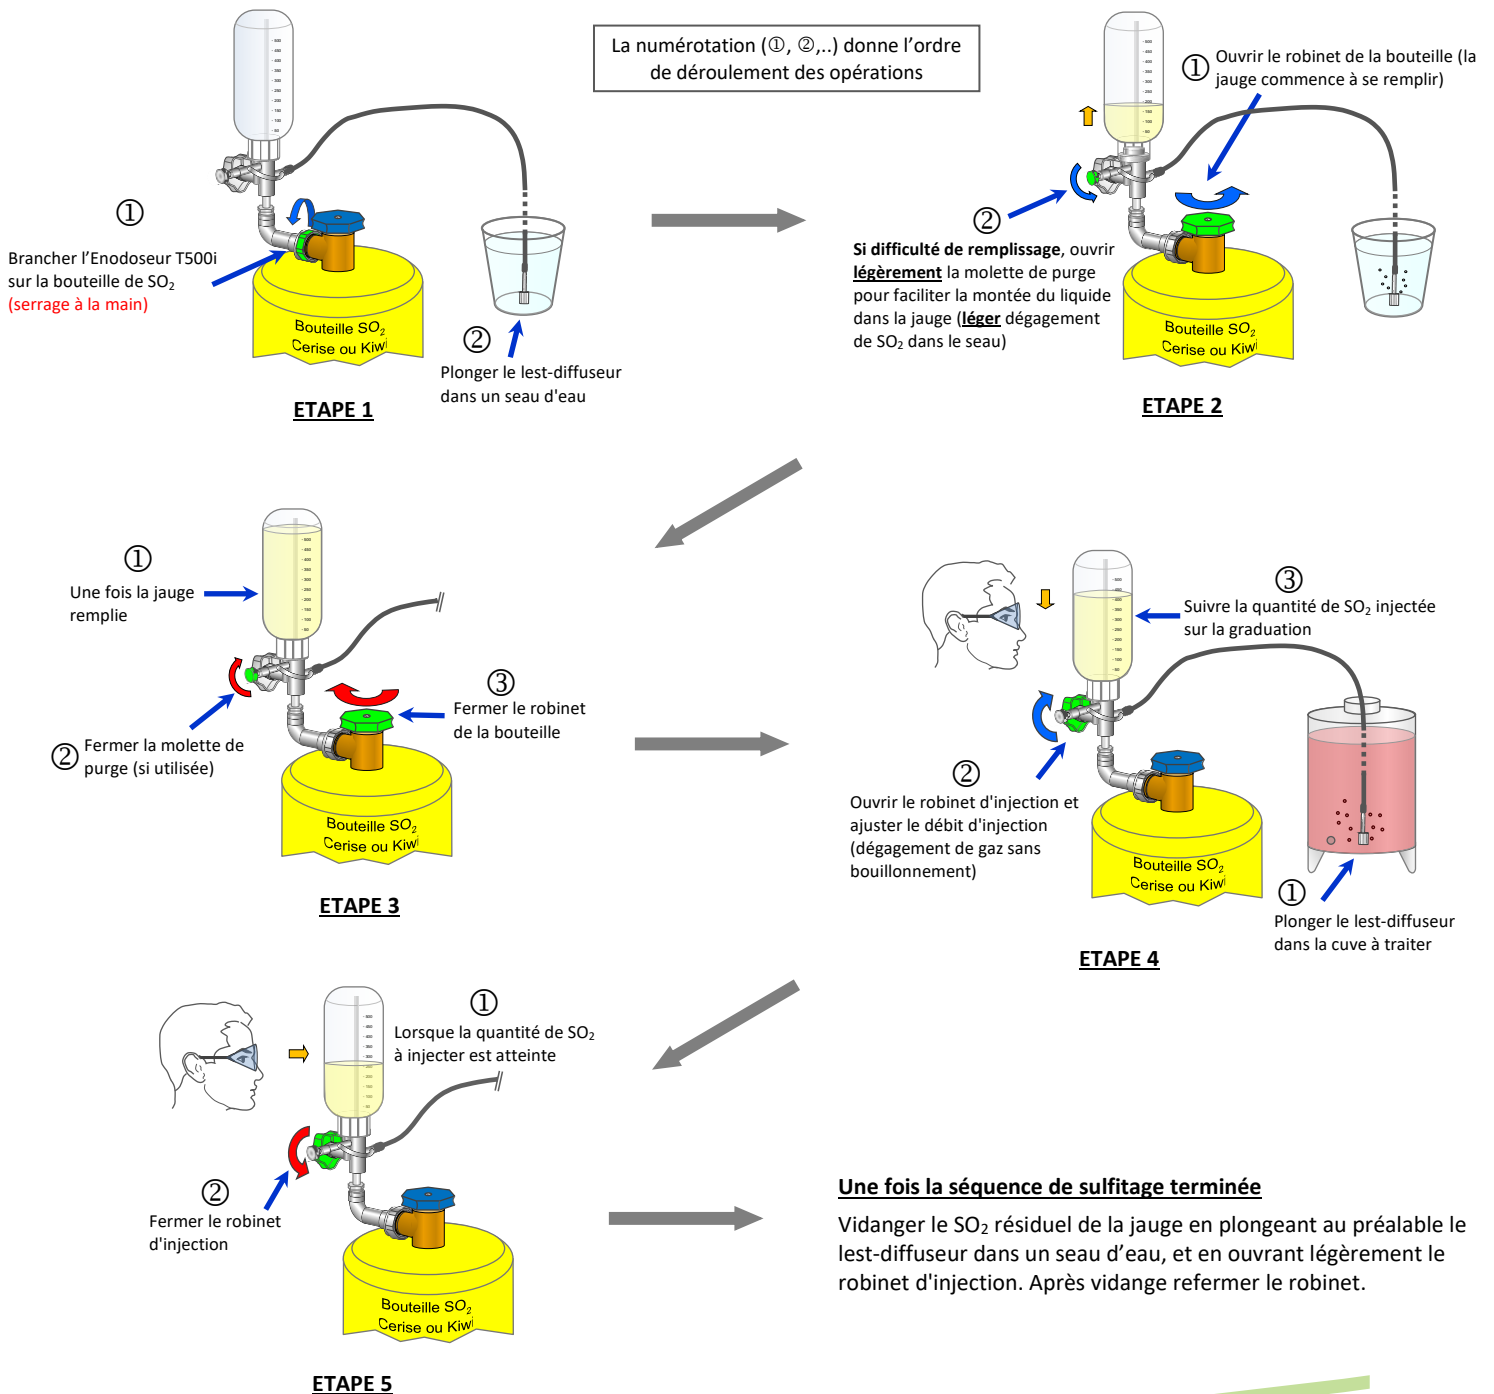 La numérotation (①, ②,..) donne l'ordre
de déroulement des opérations
①
Brancher l'Enodoseur T500i
sur la bouteille de SO₂
(serrage à la main)
②
Plonger le lest-diffuseur
dans un seau d'eau
Bouteille SO₂
Cerise ou Kiwi
ETAPE 1
①
Ouvrir le robinet de la bouteille (la
jauge commence à se remplir)
②
Si difficulté de remplissage, ouvrir
légèrement la molette de purge
pour faciliter la montée du liquide
dans la jauge (léger dégagement
de SO₂ dans le seau)
Bouteille SO₂
Cerise ou Kiwi
ETAPE 2
①
Une fois la jauge
remplie
②
Fermer la molette de
purge (si utilisée)
③
Fermer le robinet
de la bouteille
Bouteille SO₂
Cerise ou Kiwi
ETAPE 3
①
Plonger le lest-diffuseur
dans la cuve à traiter
②
Ouvrir le robinet d'injection et
ajuster le débit d'injection
(dégagement de gaz sans
bouillonnement)
③
Suivre la quantité de SO₂ injectée
sur la graduation
Bouteille SO₂
Cerise ou Kiwi
ETAPE 4
①
Lorsque la quantité de SO₂
à injecter est atteinte
②
Fermer le robinet
d'injection
Bouteille SO₂
Cerise ou Kiwi
ETAPE 5
Une fois la séquence de sulfitage terminée
Vidanger le SO₂ résiduel de la jauge en plongeant au préalable le
lest-diffuseur dans un seau d'eau, et en ouvrant légèrement le
robinet d'injection. Après vidange refermer le robinet.